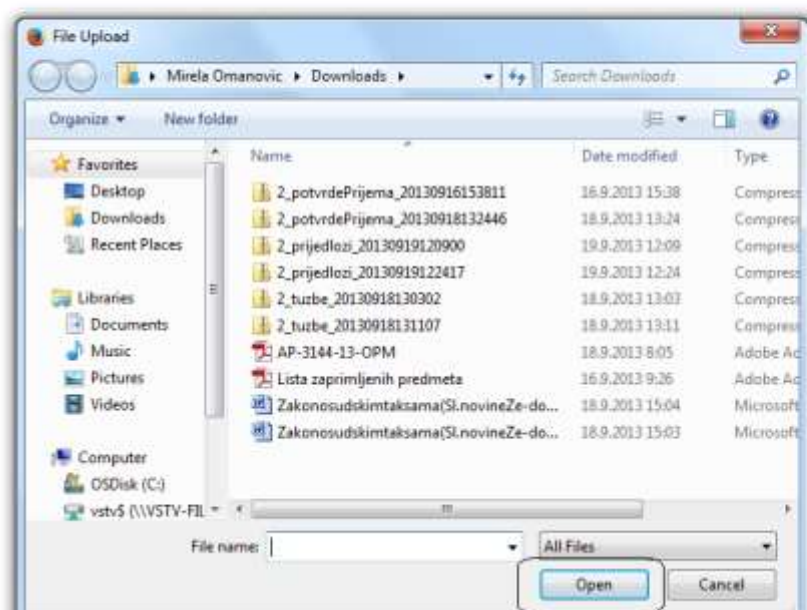 File Upload
Mirela Omanovic Downloads Search Downloads
Organize New folder
Name Date modified Type
Favorites
Desktop
Downloads
Recent Places
Libraries
Documents
Music
Pictures
Videos
Computer
OSDisk (C:)
vstv$ (\\VSTV-FIL
2_potvrdePrijema_20130916153811 16.9.2013 15:38 Compress
2_potvrdePrijema_20130918132446 18.9.2013 13:24 Compress
2_prijedlozi_20130919120900 19.9.2013 12:09 Compress
2_prijedlozi_20130919122417 19.9.2013 12:24 Compress
2_tuzbe_20130918130302 18.9.2013 13:03 Compress
2_tuzbe_20130918131107 18.9.2013 13:11 Compress
AP-3144-13-OPM 18.9.2013 8:05 Adobe Ac
Lista zaprimljenih predmeta 16.9.2013 9:26 Adobe Ac
Zakonosudskimtaksama(Sl.novineZe-do... 18.9.2013 15:04 Microsoft
Zakonosudskimtaksama(Sl.novineZe-do... 18.9.2013 15:03 Microsoft
File name: All Files
Open Cancel